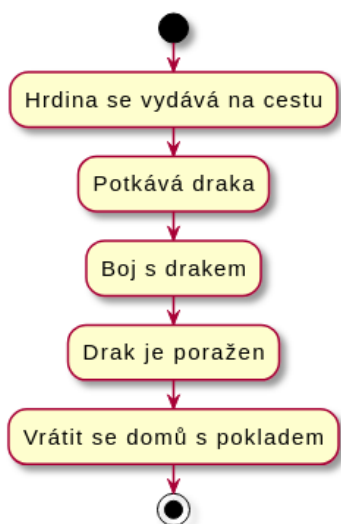 Hrdina se vydává na cestu
Potkává draka
Boj s drakem
Drak je poražen
Vrátit se domů s pokladem